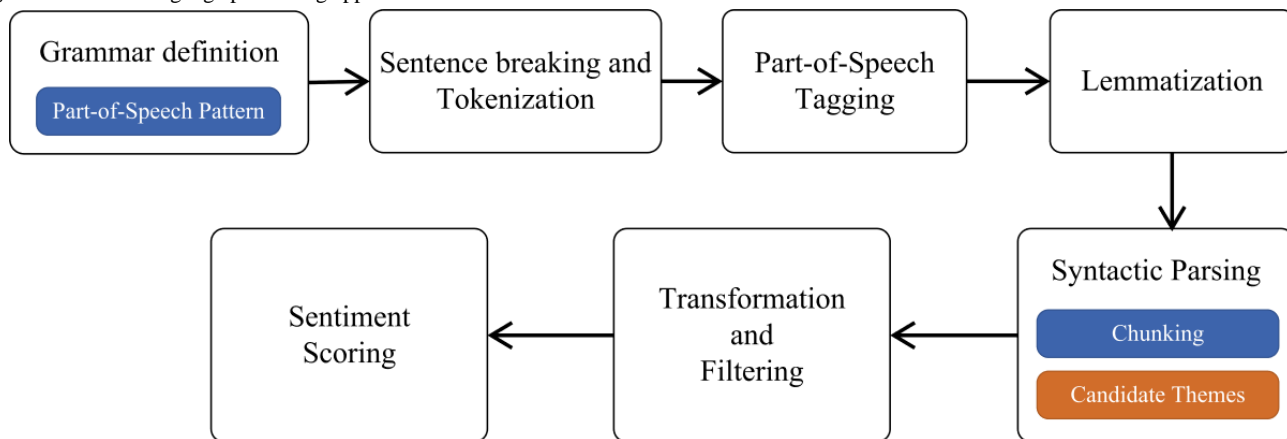 Grammar definition
Part-of-Speech Pattern
Sentence breaking and
Tokenization
Part-of-Speech
Tagging
Lemmatization
Syntactic Parsing
Chunking
Candidate Themes
Transformation
and
Filtering
Sentiment
Scoring